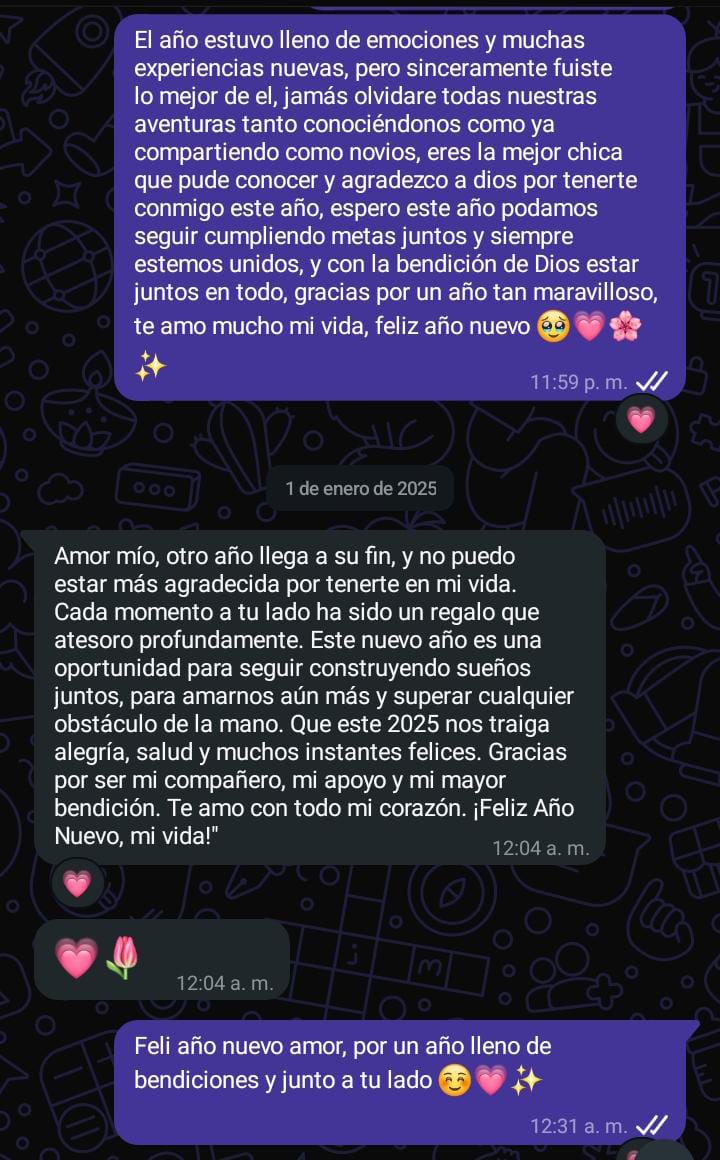 El año estuvo lleno de emociones y muchas
experiencias nuevas, pero sinceramente fuiste
lo mejor de el, jamás olvidare todas nuestras
aventuras tanto conociéndonos como ya
compartiendo como novios, eres la mejor chica
que pude conocer y agradezco a dios por tenerte
conmigo este año, espero este año podamos
seguir cumpliendo metas juntos y siempre
estemos unidos, y con la bendición de Dios estar
juntos en todo, gracias por un año tan maravilloso,
te amo mucho mi vida, feliz año nuevo 🥹💗🌸
✨
11:59 p. m.
💗
1 de enero de 2025
Amor mío, otro año llega a su fin, y no puedo
estar más agradecida por tenerte en mi vida.
Cada momento a tu lado ha sido un regalo que
atesoro profundamente. Este nuevo año es una
oportunidad para seguir construyendo sueños
juntos, para amarnos aún más y superar cualquier
obstáculo de la mano. Que este 2025 nos traiga
alegría, salud y muchos instantes felices. Gracias
por ser mi compañero, mi apoyo y mi mayor
bendición. Te amo con todo mi corazón. ¡Feliz Año
Nuevo, mi vida!"
12:04 a. m.
💗
💗🌷
12:04 a. m.
Feli año nuevo amor, por un año lleno de
bendiciones y junto a tu lado ☺️💗✨
12:31 a. m.